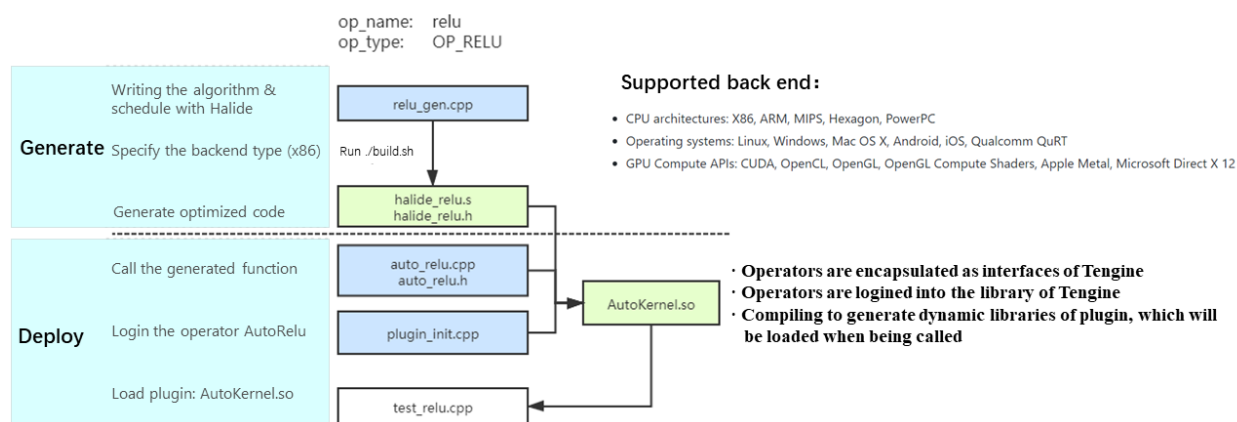 op_name: relu
op_type: OP_RELU
Writing the algorithm &
schedule with Halide
Generate
Specify the backend type (x86)
Generate optimized code
relu_gen.cpp
Run ./build.sh
halide_relu.s
halide_relu.h
Supported back end：
• CPU architectures: X86, ARM, MIPS, Hexagon, PowerPC
• Operating systems: Linux, Windows, Mac OS X, Android, iOS, Qualcomm QuRT
• GPU Compute APIs: CUDA, OpenCL, OpenGL, OpenGL Compute Shaders, Apple Metal, Microsoft Direct X 12
Call the generated function
Deploy
Login the operator AutoRelu
Load plugin: AutoKernel.so
auto_relu.cpp
auto_relu.h
plugin_init.cpp
test_relu.cpp
AutoKernel.so
· Operators are encapsulated as interfaces of Tengine
· Operators are logined into the library of Tengine
· Compiling to generate dynamic libraries of plugin, which will
be loaded when being called